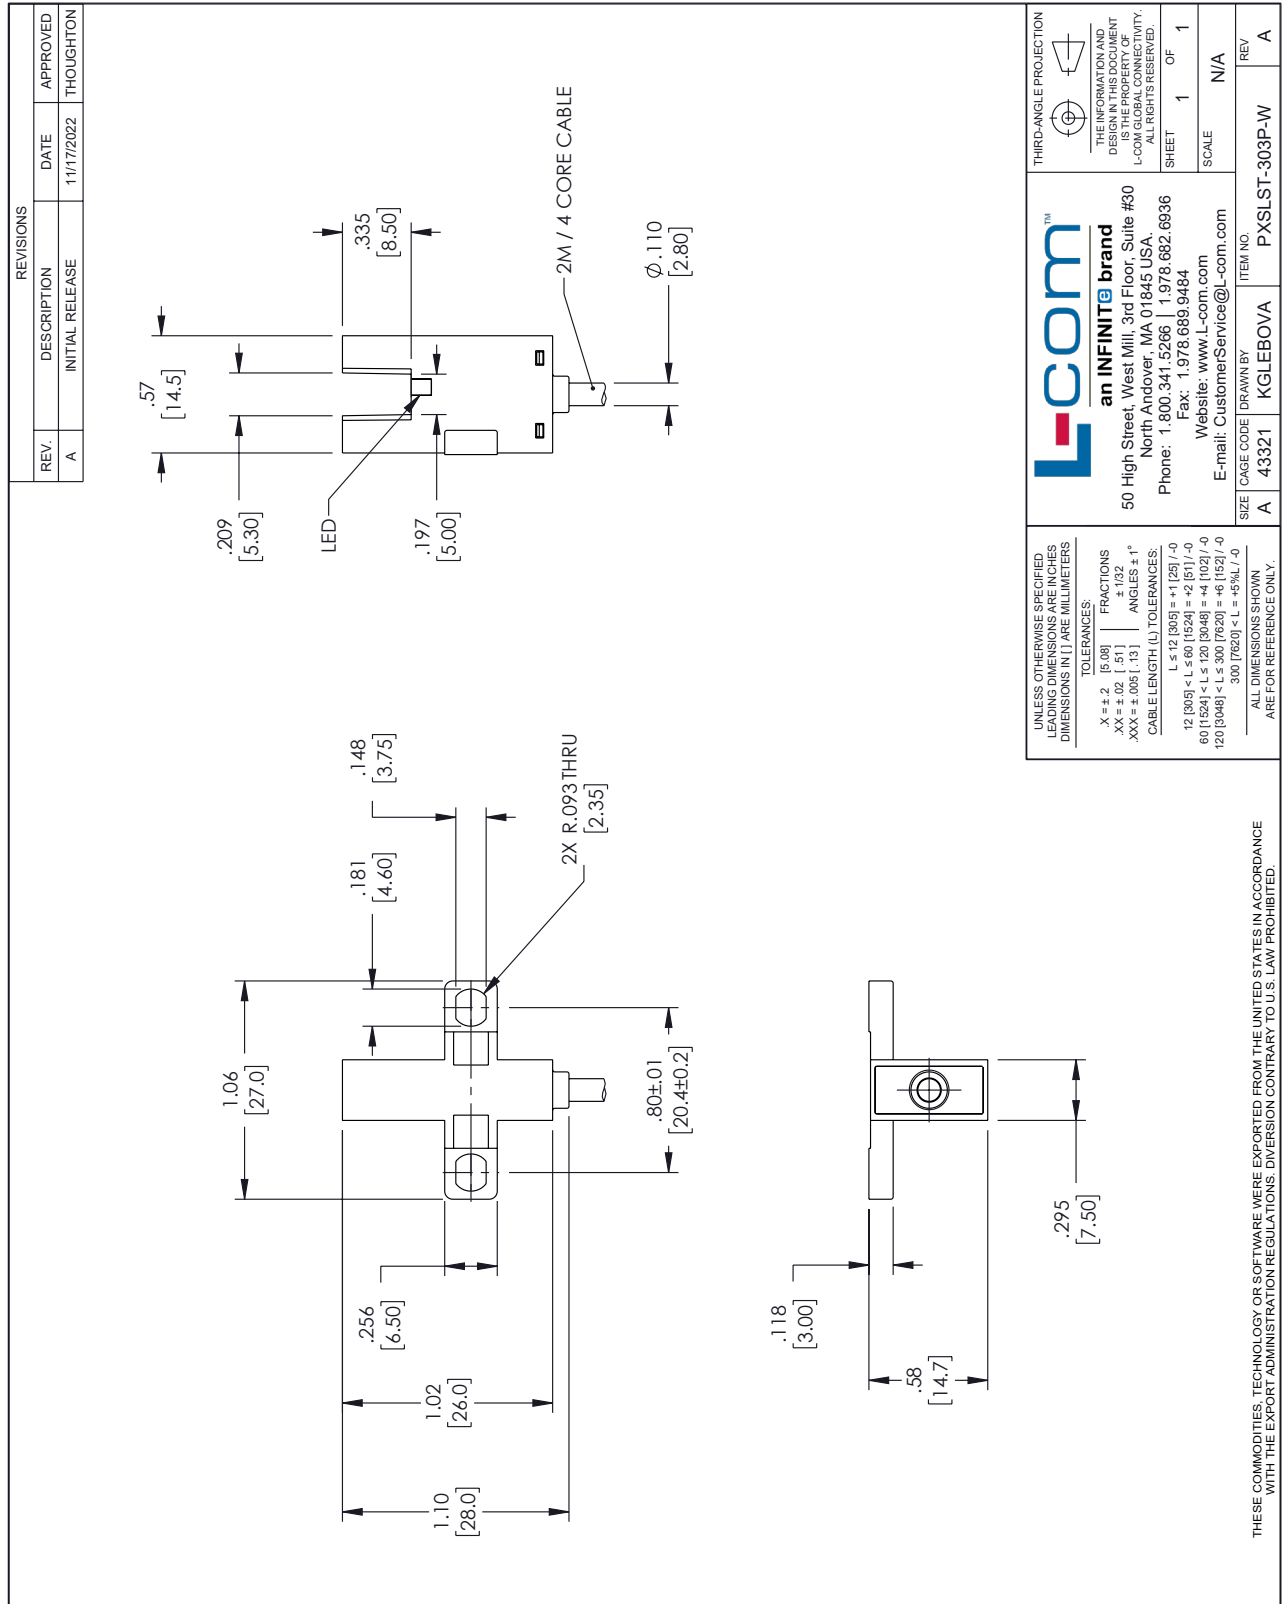 REVISIONS
REV. DESCRIPTION DATE APPROVED
A INITIAL RELEASE 11/17/2022 THOUGHTON
1.10
[28.0]
1.02
[26.0]
.256
[6.50]
1.06
[27.0]
.181
[4.60]
.148
[3.75]
2X R.093 THRU
[2.35]
.80±.01
[20.4±0.2]
.57
[14.5]
.209
[5.30]
LED
.197
[5.00]
.335
[8.50]
2M / 4 CORE CABLE
Ø.110
[2.80]
.118
[3.00]
.58
[14.7]
.295
[7.50]
UNLESS OTHERWISE SPECIFIED
LEADING DIMENSIONS ARE INCHES
DIMENSIONS IN [ ] ARE MILLIMETERS
TOLERANCES:
.X = ± .2 [5.08] FRACTIONS
.XX = ± .02 [ .51 ] ± 1/32
.XXX = ± .005 [ .13 ] ANGLES ± 1°
CABLE LENGTH (L) TOLERANCES:
L ≤ 12 [305] = +1 [25] / -0
12 [305] < L ≤ 60 [1524] = +2 [51] / -0
60 [1524] < L ≤ 120 [3048] = +4 [102] / -0
120 [3048] < L ≤ 300 [7620] = +6 [152] / -0
300 [7620] < L = +5%L / -0
ALL DIMENSIONS SHOWN
ARE FOR REFERENCE ONLY.
L-com™
an INFINITe brand
50 High Street, West Mill, 3rd Floor, Suite #30
North Andover, MA 01845 USA.
Phone: 1.800.341.5266 | 1.978.682.6936
Fax: 1.978.689.9484
Website: www.L-com.com
E-mail: CustomerService@L-com.com
THIRD-ANGLE PROJECTION
THE INFORMATION AND
DESIGN IN THIS DOCUMENT
IS THE PROPERTY OF
L-COM GLOBAL CONNECTIVITY.
ALL RIGHTS RESERVED.
SHEET 1 OF 1
SCALE N/A
SIZE A
CAGE CODE 43321
DRAWN BY KGLEBOVA
ITEM NO. PXSLST-303P-W
REV A
THESE COMMODITIES, TECHNOLOGY OR SOFTWARE WERE EXPORTED FROM THE UNITED STATES IN ACCORDANCE
WITH THE EXPORT ADMINISTRATION REGULATIONS. DIVERSION CONTRARY TO U.S. LAW PROHIBITED.